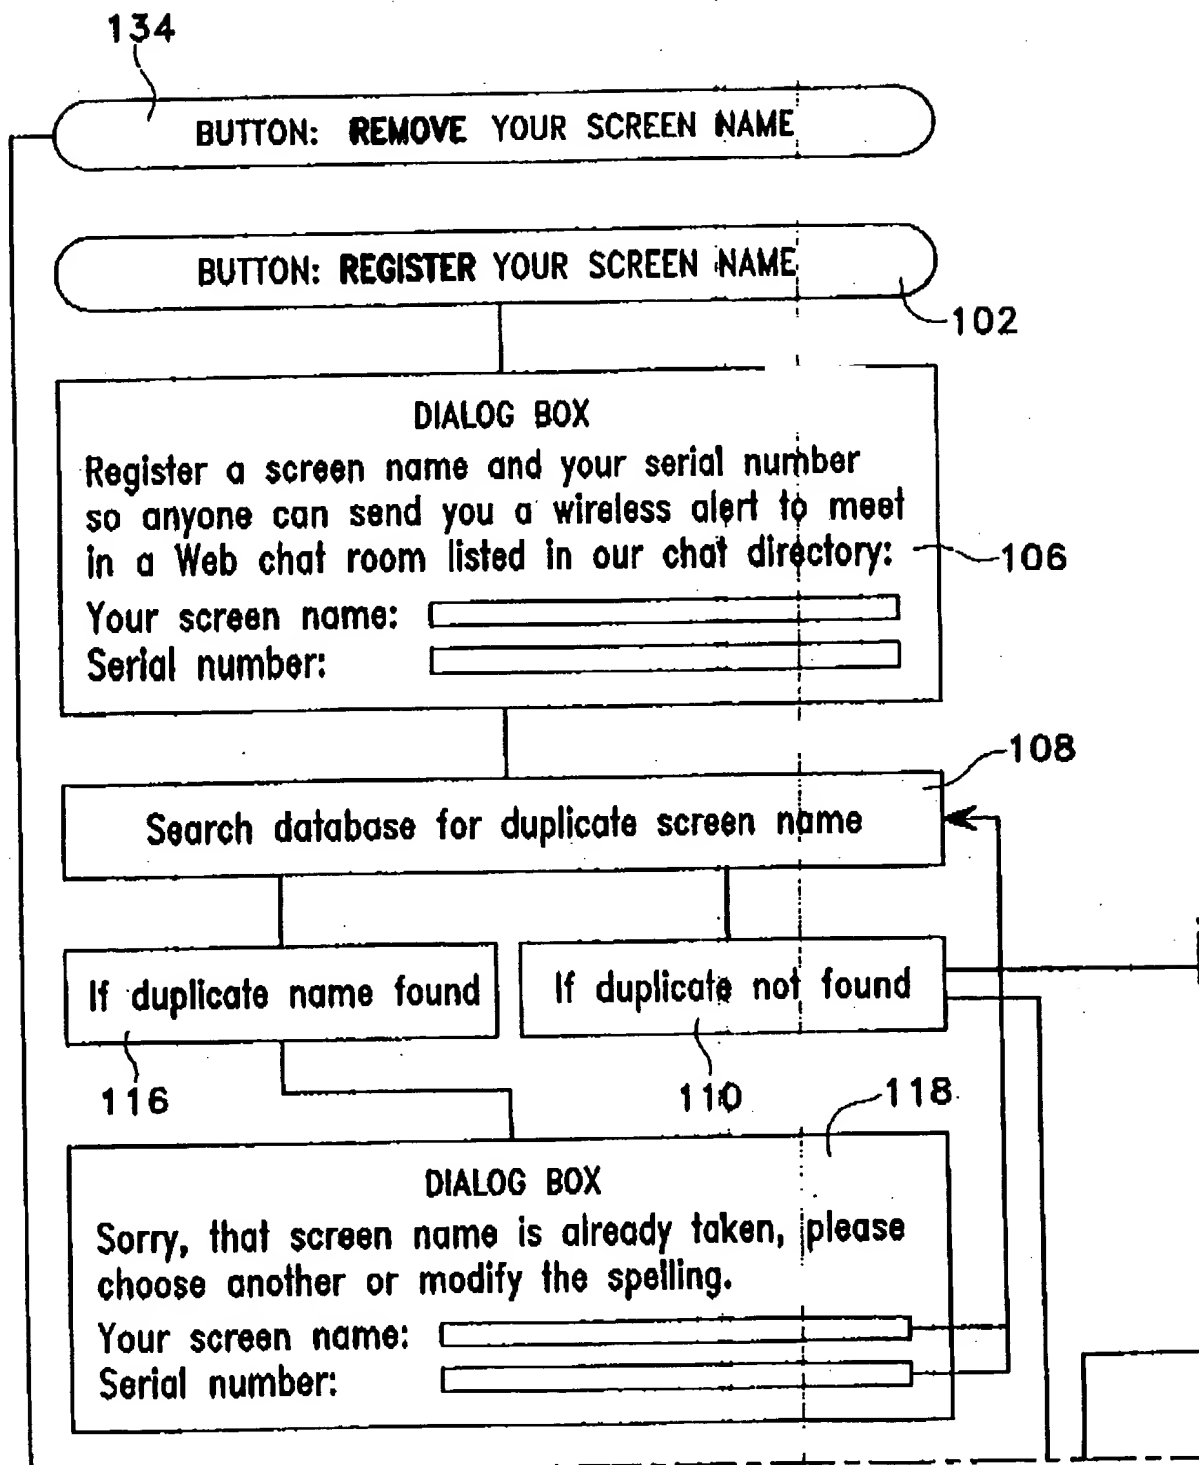 134
BUTTON: REMOVE YOUR SCREEN NAME
BUTTON: REGISTER YOUR SCREEN NAME
102
DIALOG BOX
Register a screen name and your serial number
so anyone can send you a wireless alert to meet
in a Web chat room listed in our chat directory:
106
Your screen name:
Serial number:
108
Search database for duplicate screen name
If duplicate name found
If duplicate not found
116
110
118
DIALOG BOX
Sorry, that screen name is already taken, please
choose another or modify the spelling.
Your screen name:
Serial number: